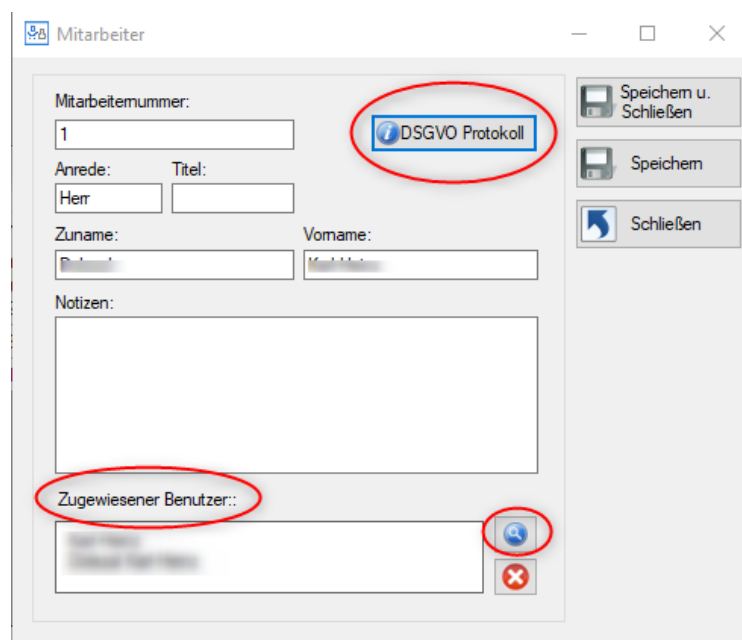 Mitarbeiter
Mitarbeiternummer:
1
DSGVO Protokoll
Anrede:
Titel:
Herr
Zuname:
Vorname:
Notizen:
Zugewiesener Benutzer::
Speichern u.
Schließen
Speichern
Schließen